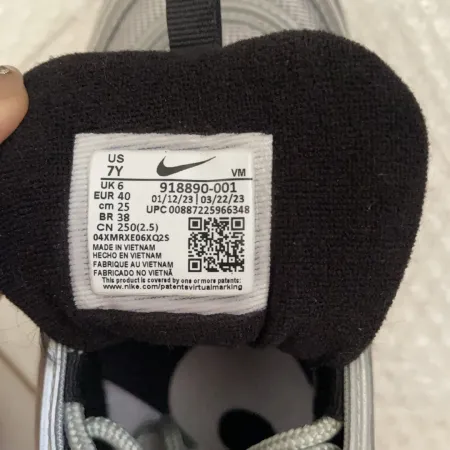 US
7Y
VM
UK 6
918890-001
EUR 40
01/12/23 03/22/23
cm 25
UPC 00887225966348
BR 38
CN 250(2.5)
04XMRXE06XQ2S
MADE IN VIETNAM
HECHO EN VIETNAM
FABRIQUE AU VIETNAM
FABRICADO NO VIETNÃ
This product is covered by one or more patents:
www.nike.com/patentsvirtualmarking